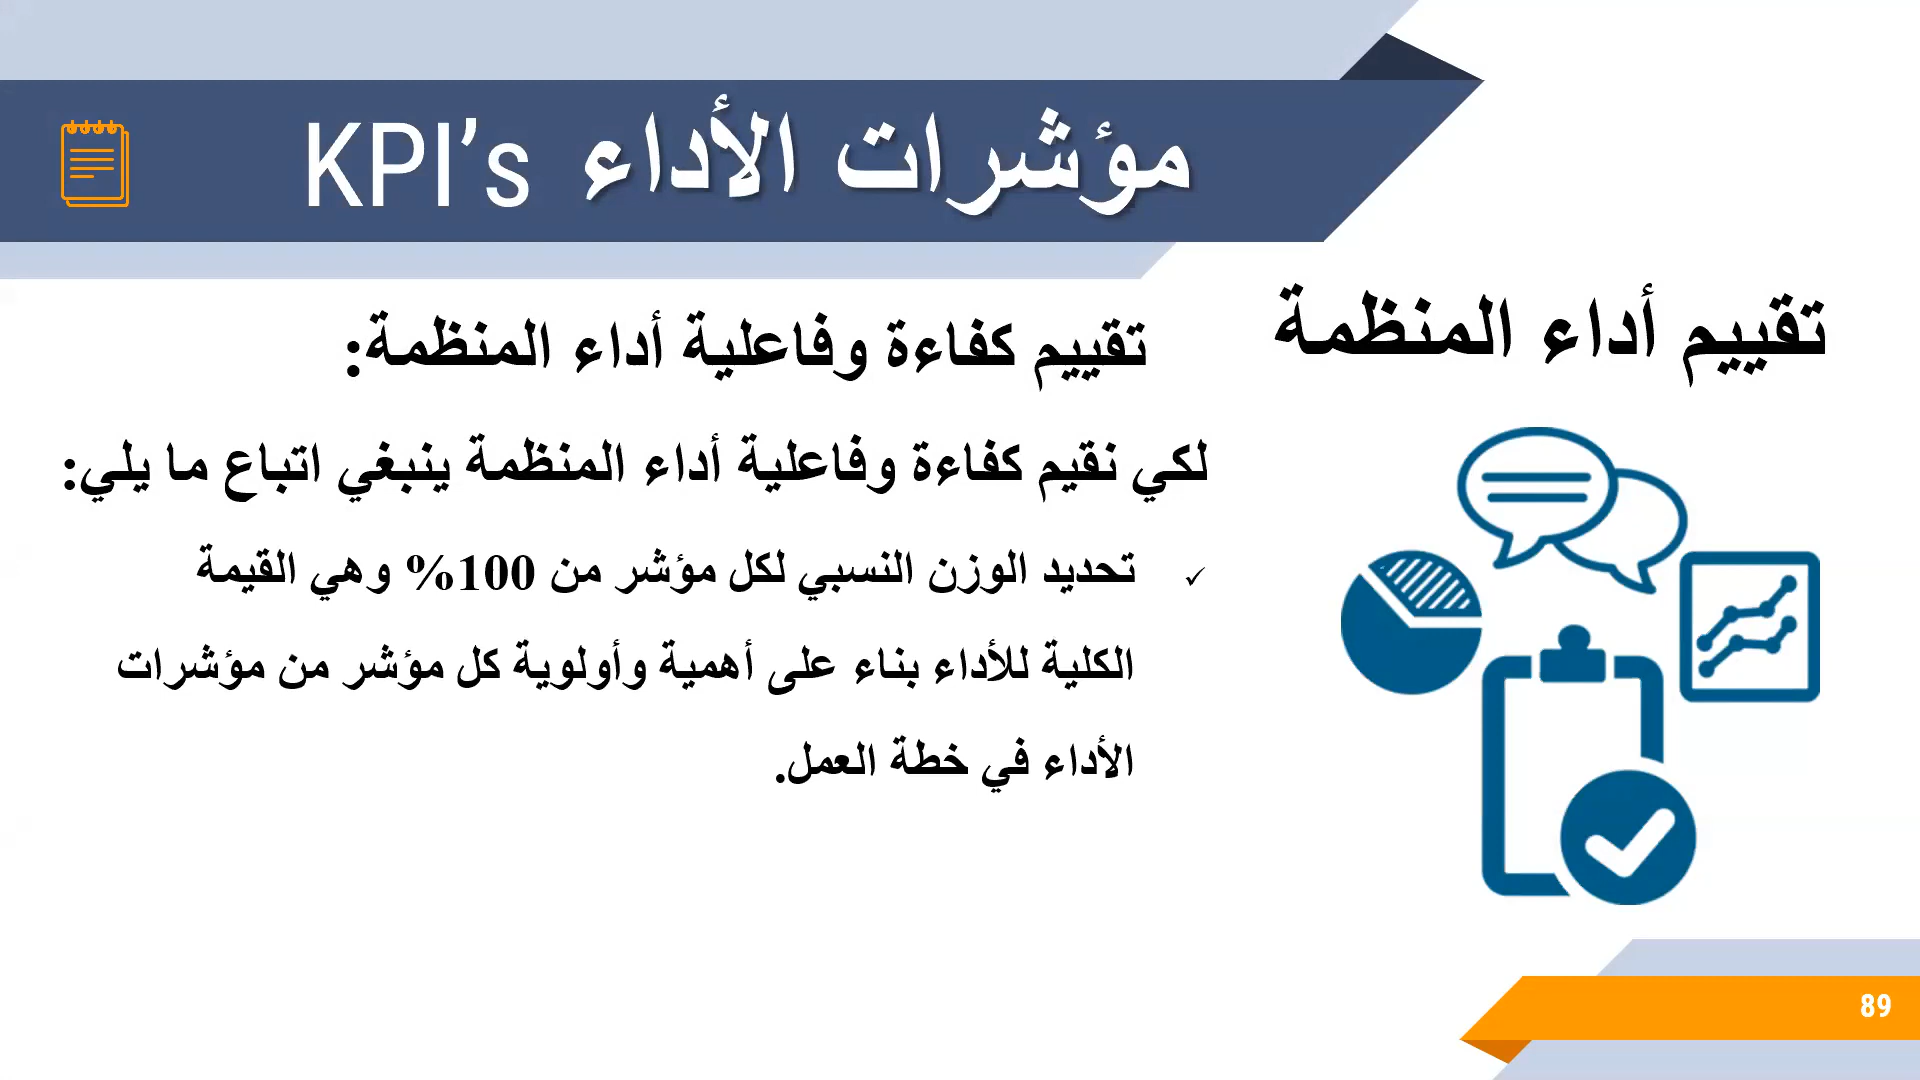 مؤشرات الأداء KPI’s
تقييم أداء المنظمة
تقييم كفاءة وفاعلية أداء المنظمة:
لكي نقيم كفاءة وفاعلية أداء المنظمة ينبغي اتباع ما يلي:
✓ تحديد الوزن النسبي لكل مؤشر من 100% وهي القيمة
الكلية للأداء بناء على أهمية وأولوية كل مؤشر من مؤشرات
الأداء في خطة العمل.
89